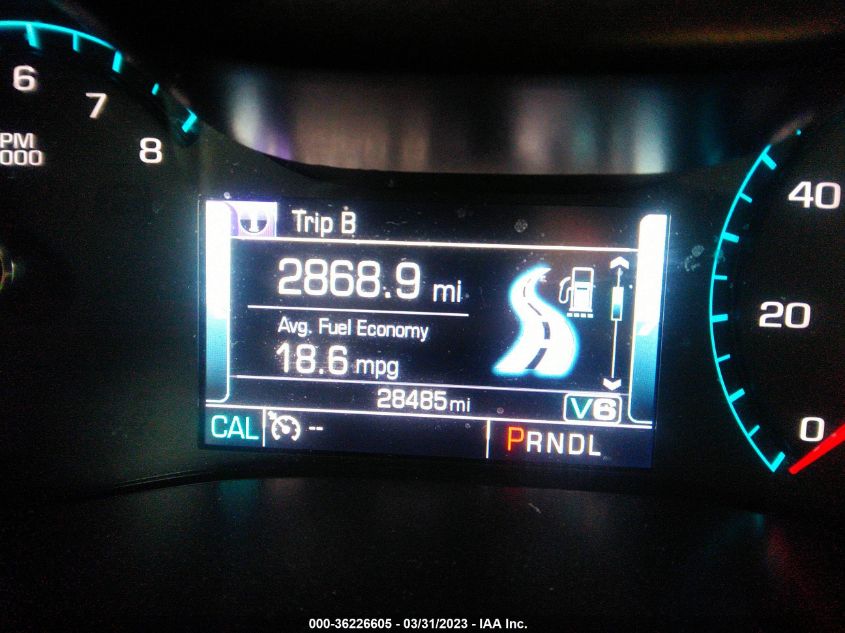 6
7
8
PM
000
Trip B
2868.9 mi
Avg. Fuel Economy
18.6 mpg
28485 mi
V6
CAL
--
PRNDL
40
20
0
000-36226605 - 03/31/2023 - IAA Inc.